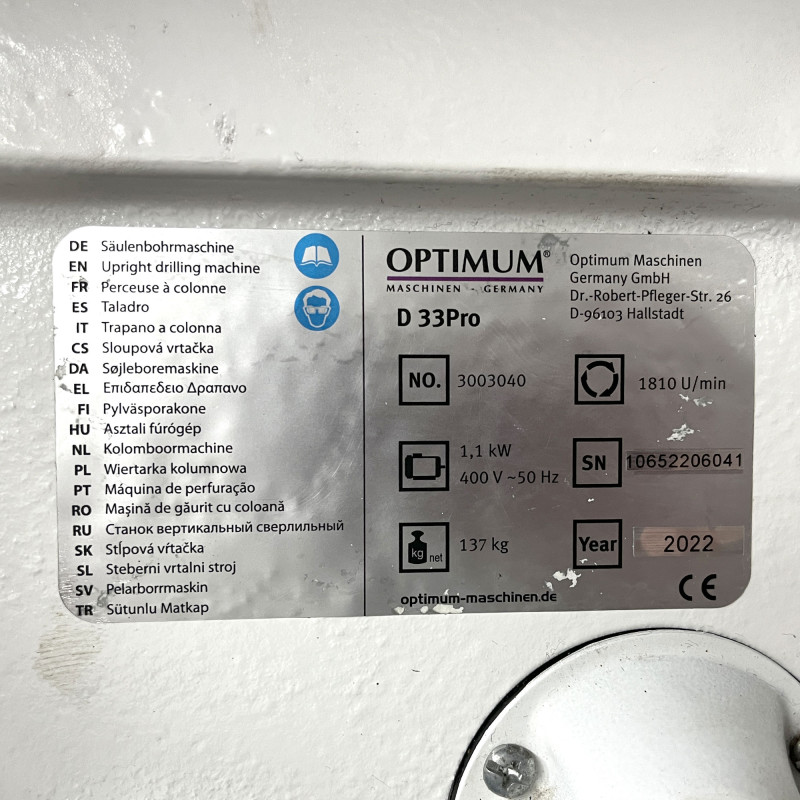 DE Säulenbohrmaschine
EN Upright drilling machine
FR Perceuse à colonne
ES Taladro
IT Trapano a colonna
CS Sloupová vrtačka
DA Søjleboremaskine
EL Επιδαπεδειο Δραπανο
FI Pylväsporakone
HU Asztali fúrógép
NL Kolomboormachine
PL Wiertarka kolumnowa
PT Máquina de perfuração
RO Maşină de găurit cu coloană
RU Станок вертикальный сверлильный
SK Stĺpová vŕtačka
SL Steberni vrtalni stroj
SV Pelarborrmaskin
TR Sütunlu Matkap
OPTIMUM®
MASCHINEN - GERMANY
D 33Pro
Optimum Maschinen
Germany GmbH
Dr.-Robert-Pfleger-Str. 26
D-96103 Hallstadt
NO. 3003040
1810 U/min
1,1 kW
400 V ~50 Hz
SN 10652206041
kg net 137 kg
Year 2022
optimum-maschinen.de
CE